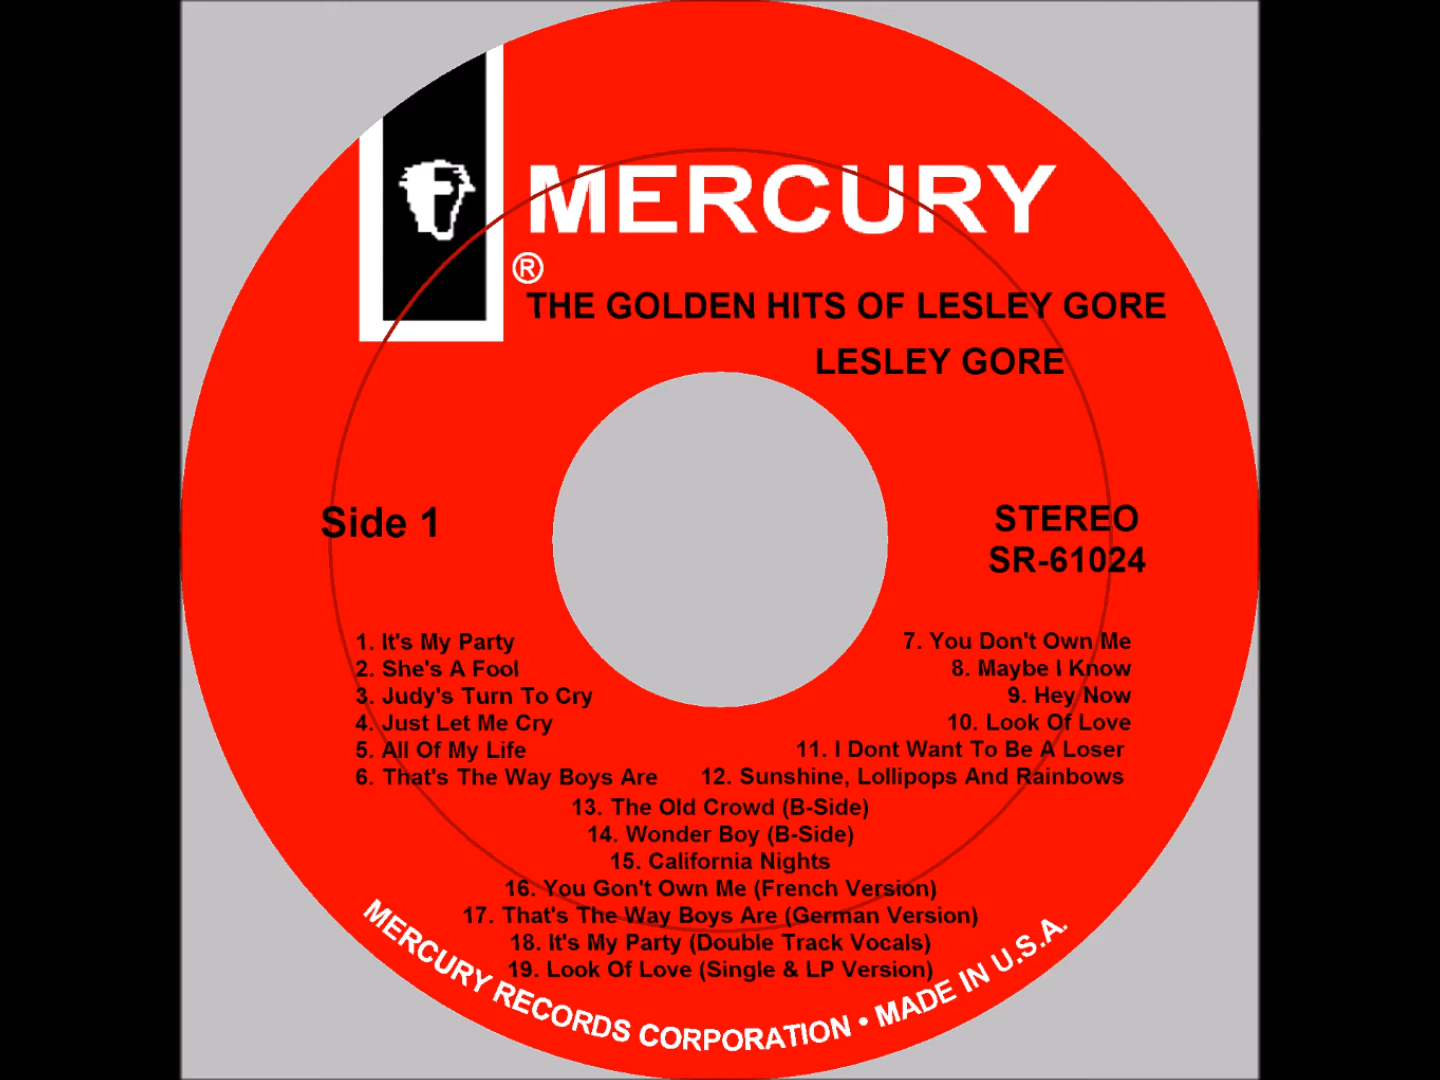 MERCURY
®
THE GOLDEN HITS OF LESLEY GORE
LESLEY GORE
Side 1
STEREO
SR-61024
1. It's My Party
2. She's A Fool
3. Judy's Turn To Cry
4. Just Let Me Cry
5. All Of My Life
6. That's The Way Boys Are
7. You Don't Own Me
8. Maybe I Know
9. Hey Now
10. Look Of Love
11. I Dont Want To Be A Loser
12. Sunshine, Lollipops And Rainbows
13. The Old Crowd (B-Side)
14. Wonder Boy (B-Side)
15. California Nights
16. You Gon't Own Me (French Version)
17. That's The Way Boys Are (German Version)
18. It's My Party (Double Track Vocals)
19. Look Of Love (Single & LP Version)
MERCURY RECORDS CORPORATION • MADE IN U.S.A.